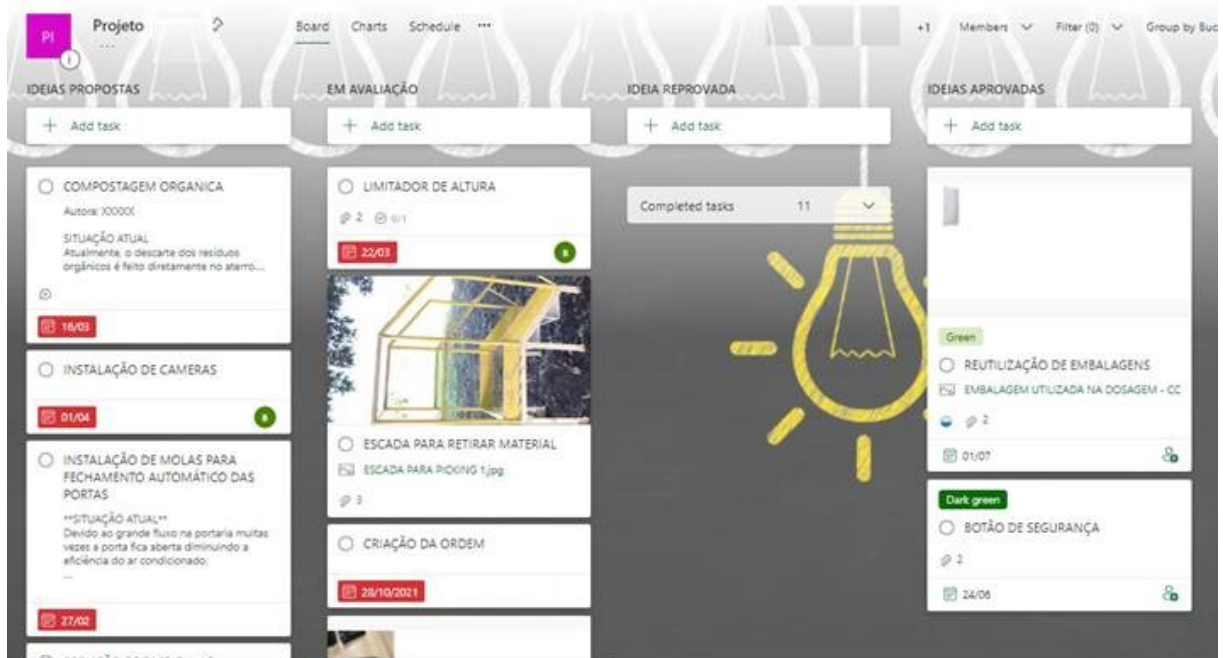 PI
Projeto
...
Board Charts Schedule ...
+1 Members Filter (0) Group by Buc
IDEIAS PROPOSTAS
+ Add task
COMPOSTAGEM ORGANICA
Autora: XXXXX
SITUAÇÃO ATUAL
Atualmente, o descarte dos resíduos
orgânicos é feito diretamente no aterro....
16/03
INSTALAÇÃO DE CAMERAS
01/04
INSTALAÇÃO DE MOLAS PARA
FECHAMENTO AUTOMÁTICO DAS
PORTAS
**SITUAÇÃO ATUAL**
Devido ao grande fluxo na portaria muitas
vezes a porta fica aberta diminuindo a
eficiência do ar condicionado.
...
27/02
EM AVALIAÇÃO
+ Add task
LIMITADOR DE ALTURA
2 0/1
22/03
ESCADA PARA RETIRAR MATERIAL
ESCADA PARA PICKING 1.jpg
3
CRIAÇÃO DA ORDEM
28/10/2021
IDEIA REPROVADA
+ Add task
Completed tasks 11
IDEIAS APROVADAS
+ Add task
Green
REUTILIZAÇÃO DE EMBALAGENS
EMBALAGEM UTILIZADA NA DOSAGEM - CC
2
01/07
Dark green
BOTÃO DE SEGURANÇA
2
24/06